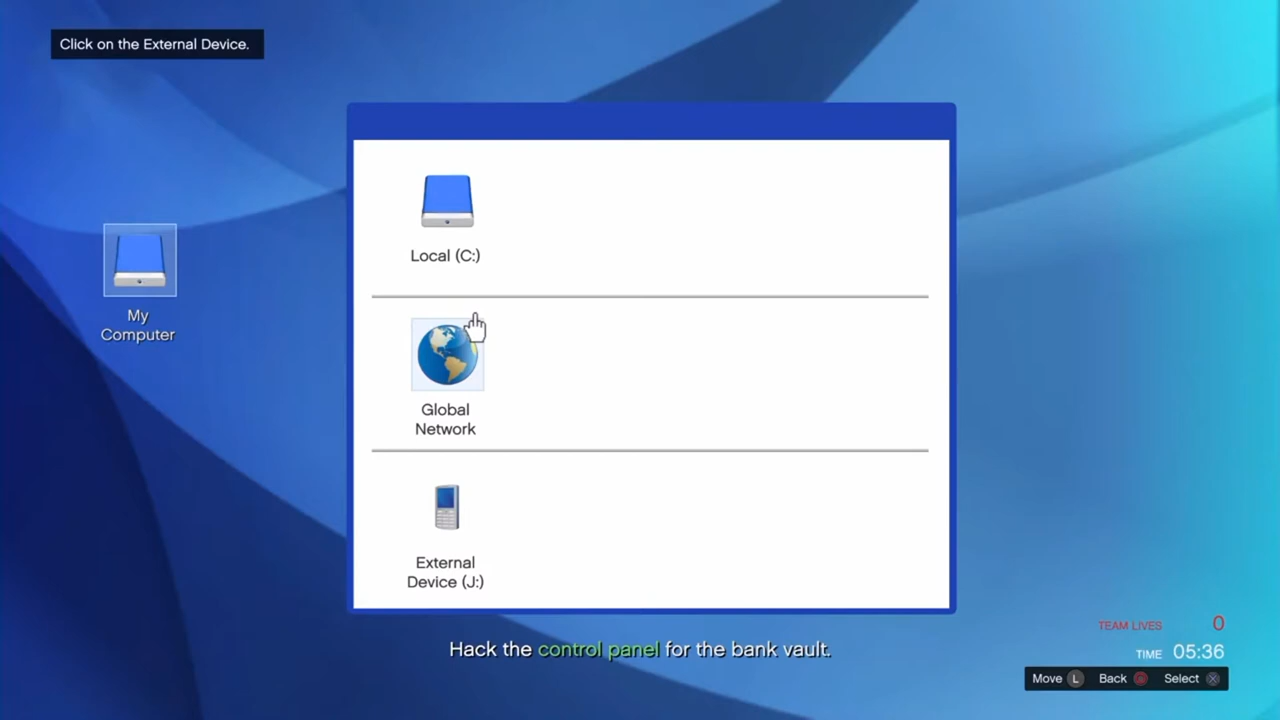 Click on the External Device.
Local (C:)
My
Computer
Global
Network
External
Device (J:)
Hack the control panel for the bank vault.
TEAM LIVES 0
TIME 05:36
Move L Back Select